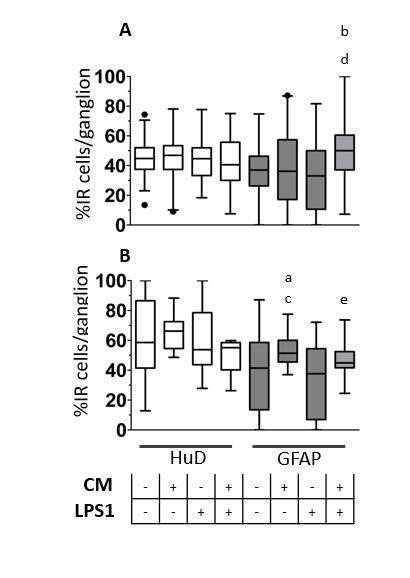 A
b
d
%IR cells/ganglion
100
80
60
40
20
0
B
a
c
e
%IR cells/ganglion
100
80
60
40
20
0
HuD GFAP
CM - + - + - + - +
LPS1 - - + + - - + +